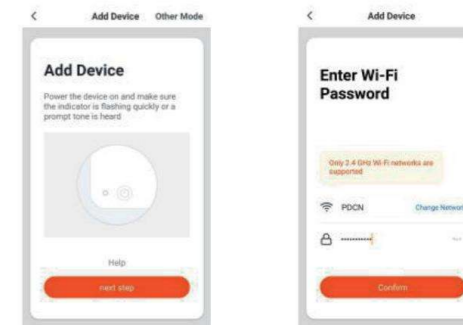 Add Device Other Mode
Add Device
Power the device on and make sure
the indicator is flashing quickly or a
prompt tone is heard
Help
next step
Add Device
Enter Wi-Fi
Password
Only 2.4 GHz Wi-Fi networks are
supported
PDCN Change Network
Confirm